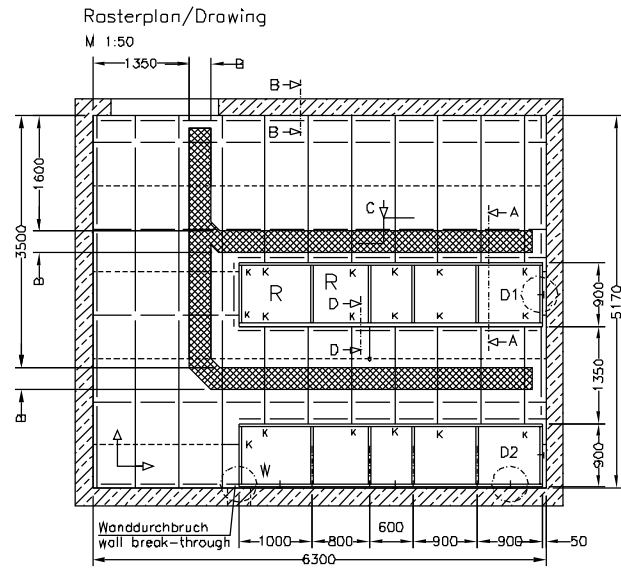 Rasterplan/Drawing
M 1:50
1350
B
B
B
1600
3500
B
B
C
A
K K K K K K
R
R
D1
K K K K K
D
D
A
900
5170
1350
900
K K K K K
K
D2
W
Wanddurchbruch
wall break-through
600
1000 800 900 900 50
6300